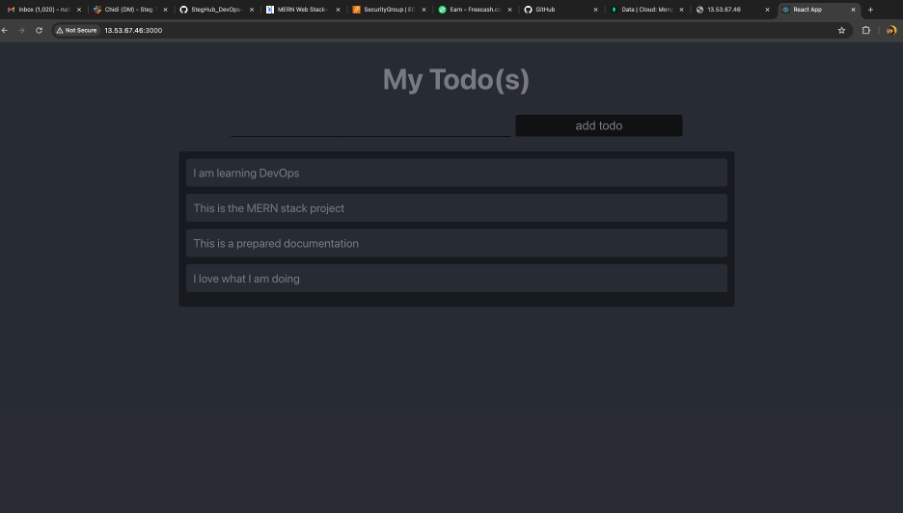 Inbox (1,020) -
Chidi (DM) - Steg
StegHub_DevOps-
MERN Web Stack-
SecurityGroup | EC
Earn - Freecash.co
GitHub
Data | Cloud: Mong
13.53.67.46
React App
Not Secure
13.53.67.46:3000
My Todo(s)
add todo
I am learning DevOps
This is the MERN stack project
This is a prepared documentation
I love what I am doing